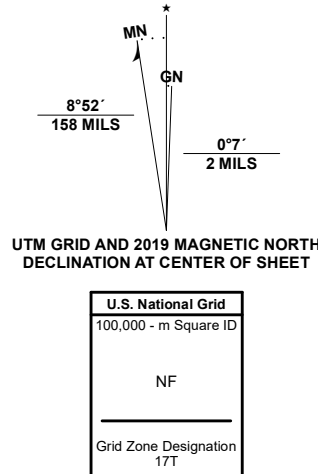 ★
MN
GN
8°52´
158 MILS
0°7´
2 MILS
UTM GRID AND 2019 MAGNETIC NORTH
DECLINATION AT CENTER OF SHEET
U.S. National Grid
100,000 - m Square ID
NF
Grid Zone Designation
17T